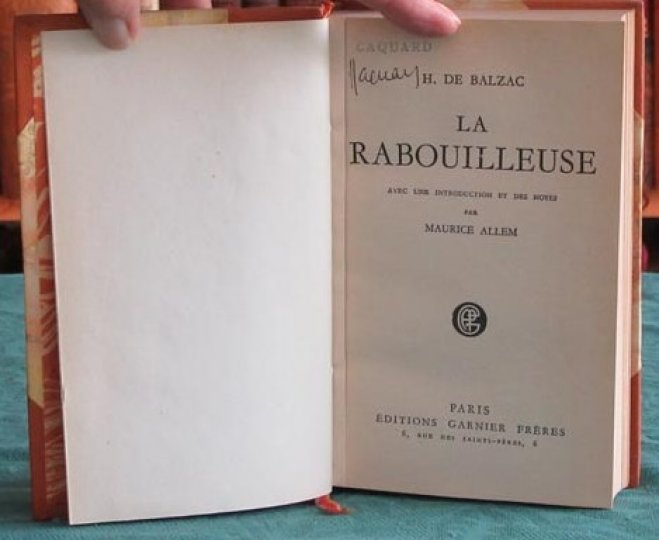 CAQUARD
H. DE BALZAC
LA
RABOUILLEUSE
AVEC UNE INTRODUCTION ET DES NOTES
PAR
MAURICE ALLEM
PARIS
ÉDITIONS GARNIER FRÈRES
6, RUE DES SAINTS-PÈRES, 6